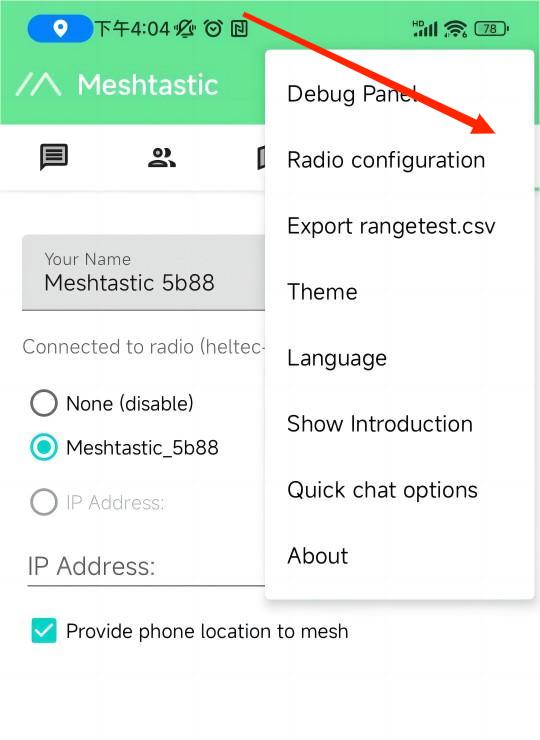 下午4:04
HD
78
Meshtastic
Debug Panel
Radio configuration
Export rangetest.csv
Theme
Language
Show Introduction
Quick chat options
About
Your Name
Meshtastic 5b88
Connected to radio (heltec-
None (disable)
Meshtastic_5b88
IP Address:
IP Address:
Provide phone location to mesh